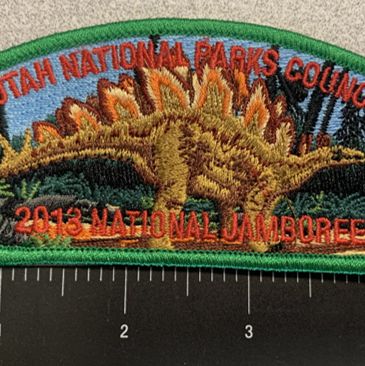 UTAH NATIONAL PARKS COUNC
2013 NATIONAL JAMBOREE
2 3